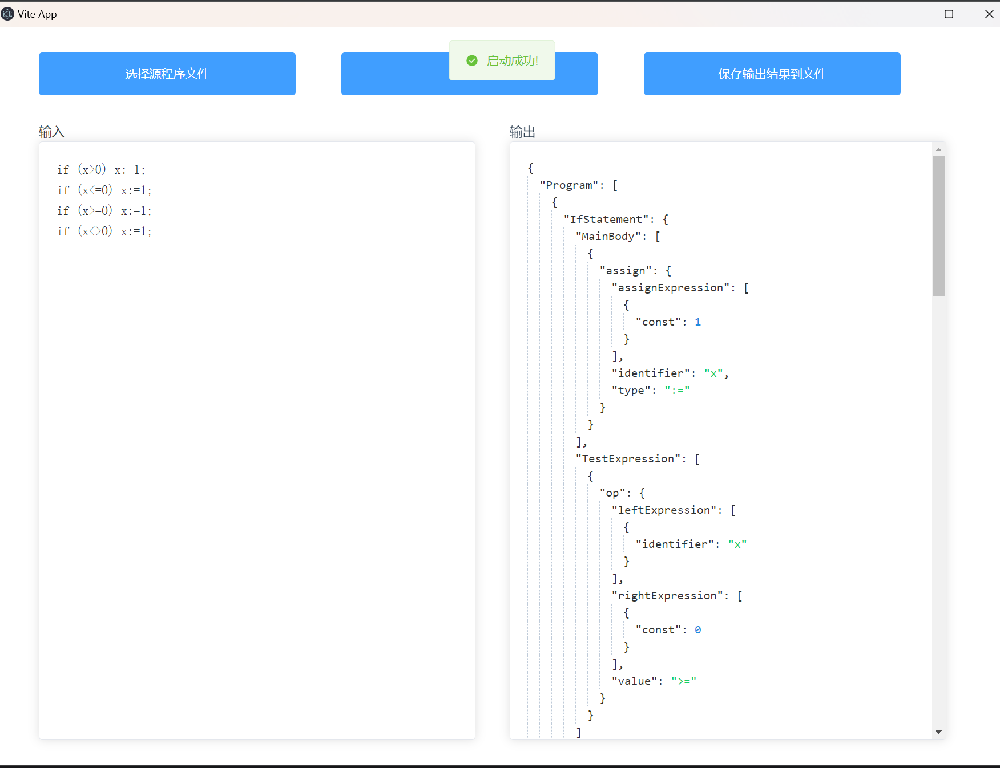 Vite App
启动成功!
选择源程序文件
保存输出结果到文件
输入
if (x>0) x:=1;
if (x<=0) x:=1;
if (x>=0) x:=1;
if (x<>0) x:=1;
输出
{
"Program": [
{
"IfStatement": {
"MainBody": [
{
"assign": {
"assignExpression": [
{
"const": 1
}
],
"identifier": "x",
"type": ":="
}
}
],
"TestExpression": [
{
"op": {
"leftExpression": [
{
"identifier": "x"
}
],
"rightExpression": [
{
"const": 0
}
],
"value": ">="
}
}
]